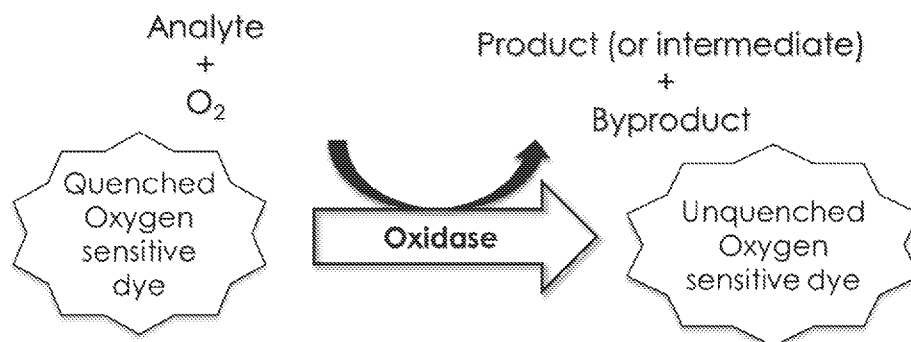 Analyte
+
O₂
Quenched
Oxygen
sensitive
dye
Oxidase
Product (or intermediate)
+
Byproduct
Unquenched
Oxygen
sensitive dye